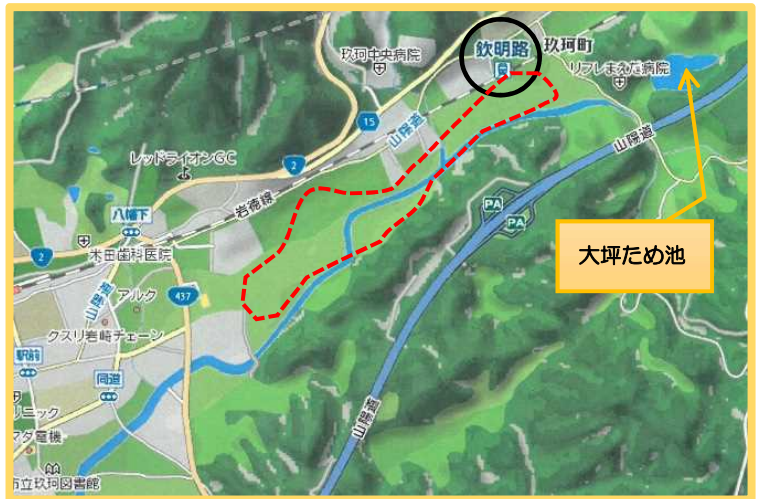 欽明路
玖珂町
玖珂中央病院
リフレまえだ病院
15
山陽道
2
レッドライオンGC
岩徳線
PA
PA
大坪ため池
八幡下
2
木田歯科医院
437
アルク
クスリ岩崎チェーン
駅前
同道
山陽道
ニック
マダ電機
市立玖珂図書館